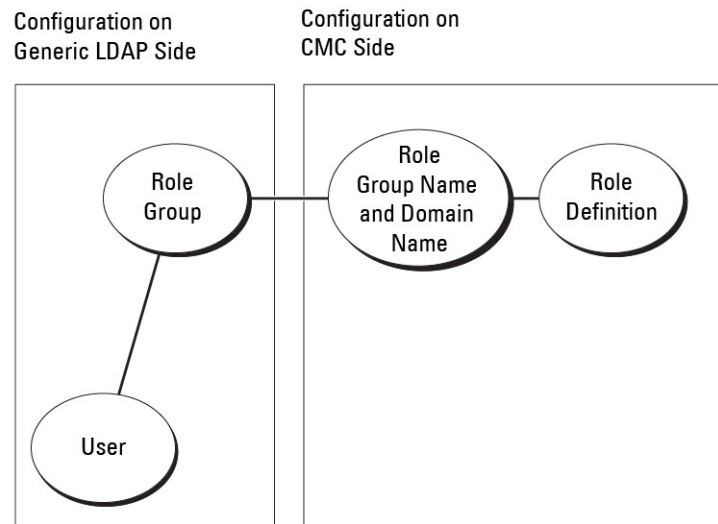 Configuration on
Generic LDAP Side
Configuration on
CMC Side
Role
Group
Role
Group Name
and Domain
Name
Role
Definition
User